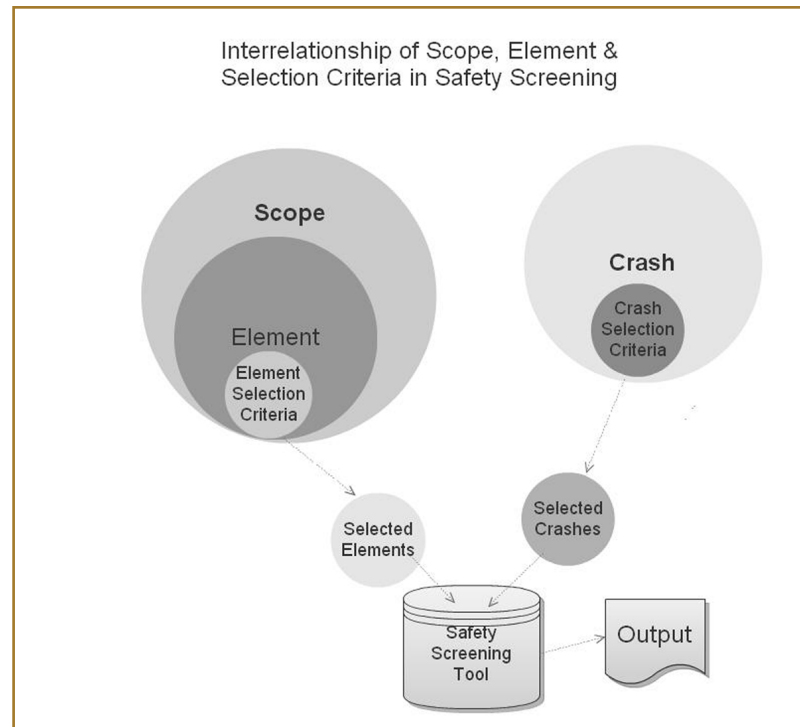 Interrelationship of Scope, Element &
Selection Criteria in Safety Screening
Scope
Element
Element
Selection
Criteria
Crash
Crash
Selection
Criteria
Selected
Elements
Selected
Crashes
Safety
Screening
Tool
Output